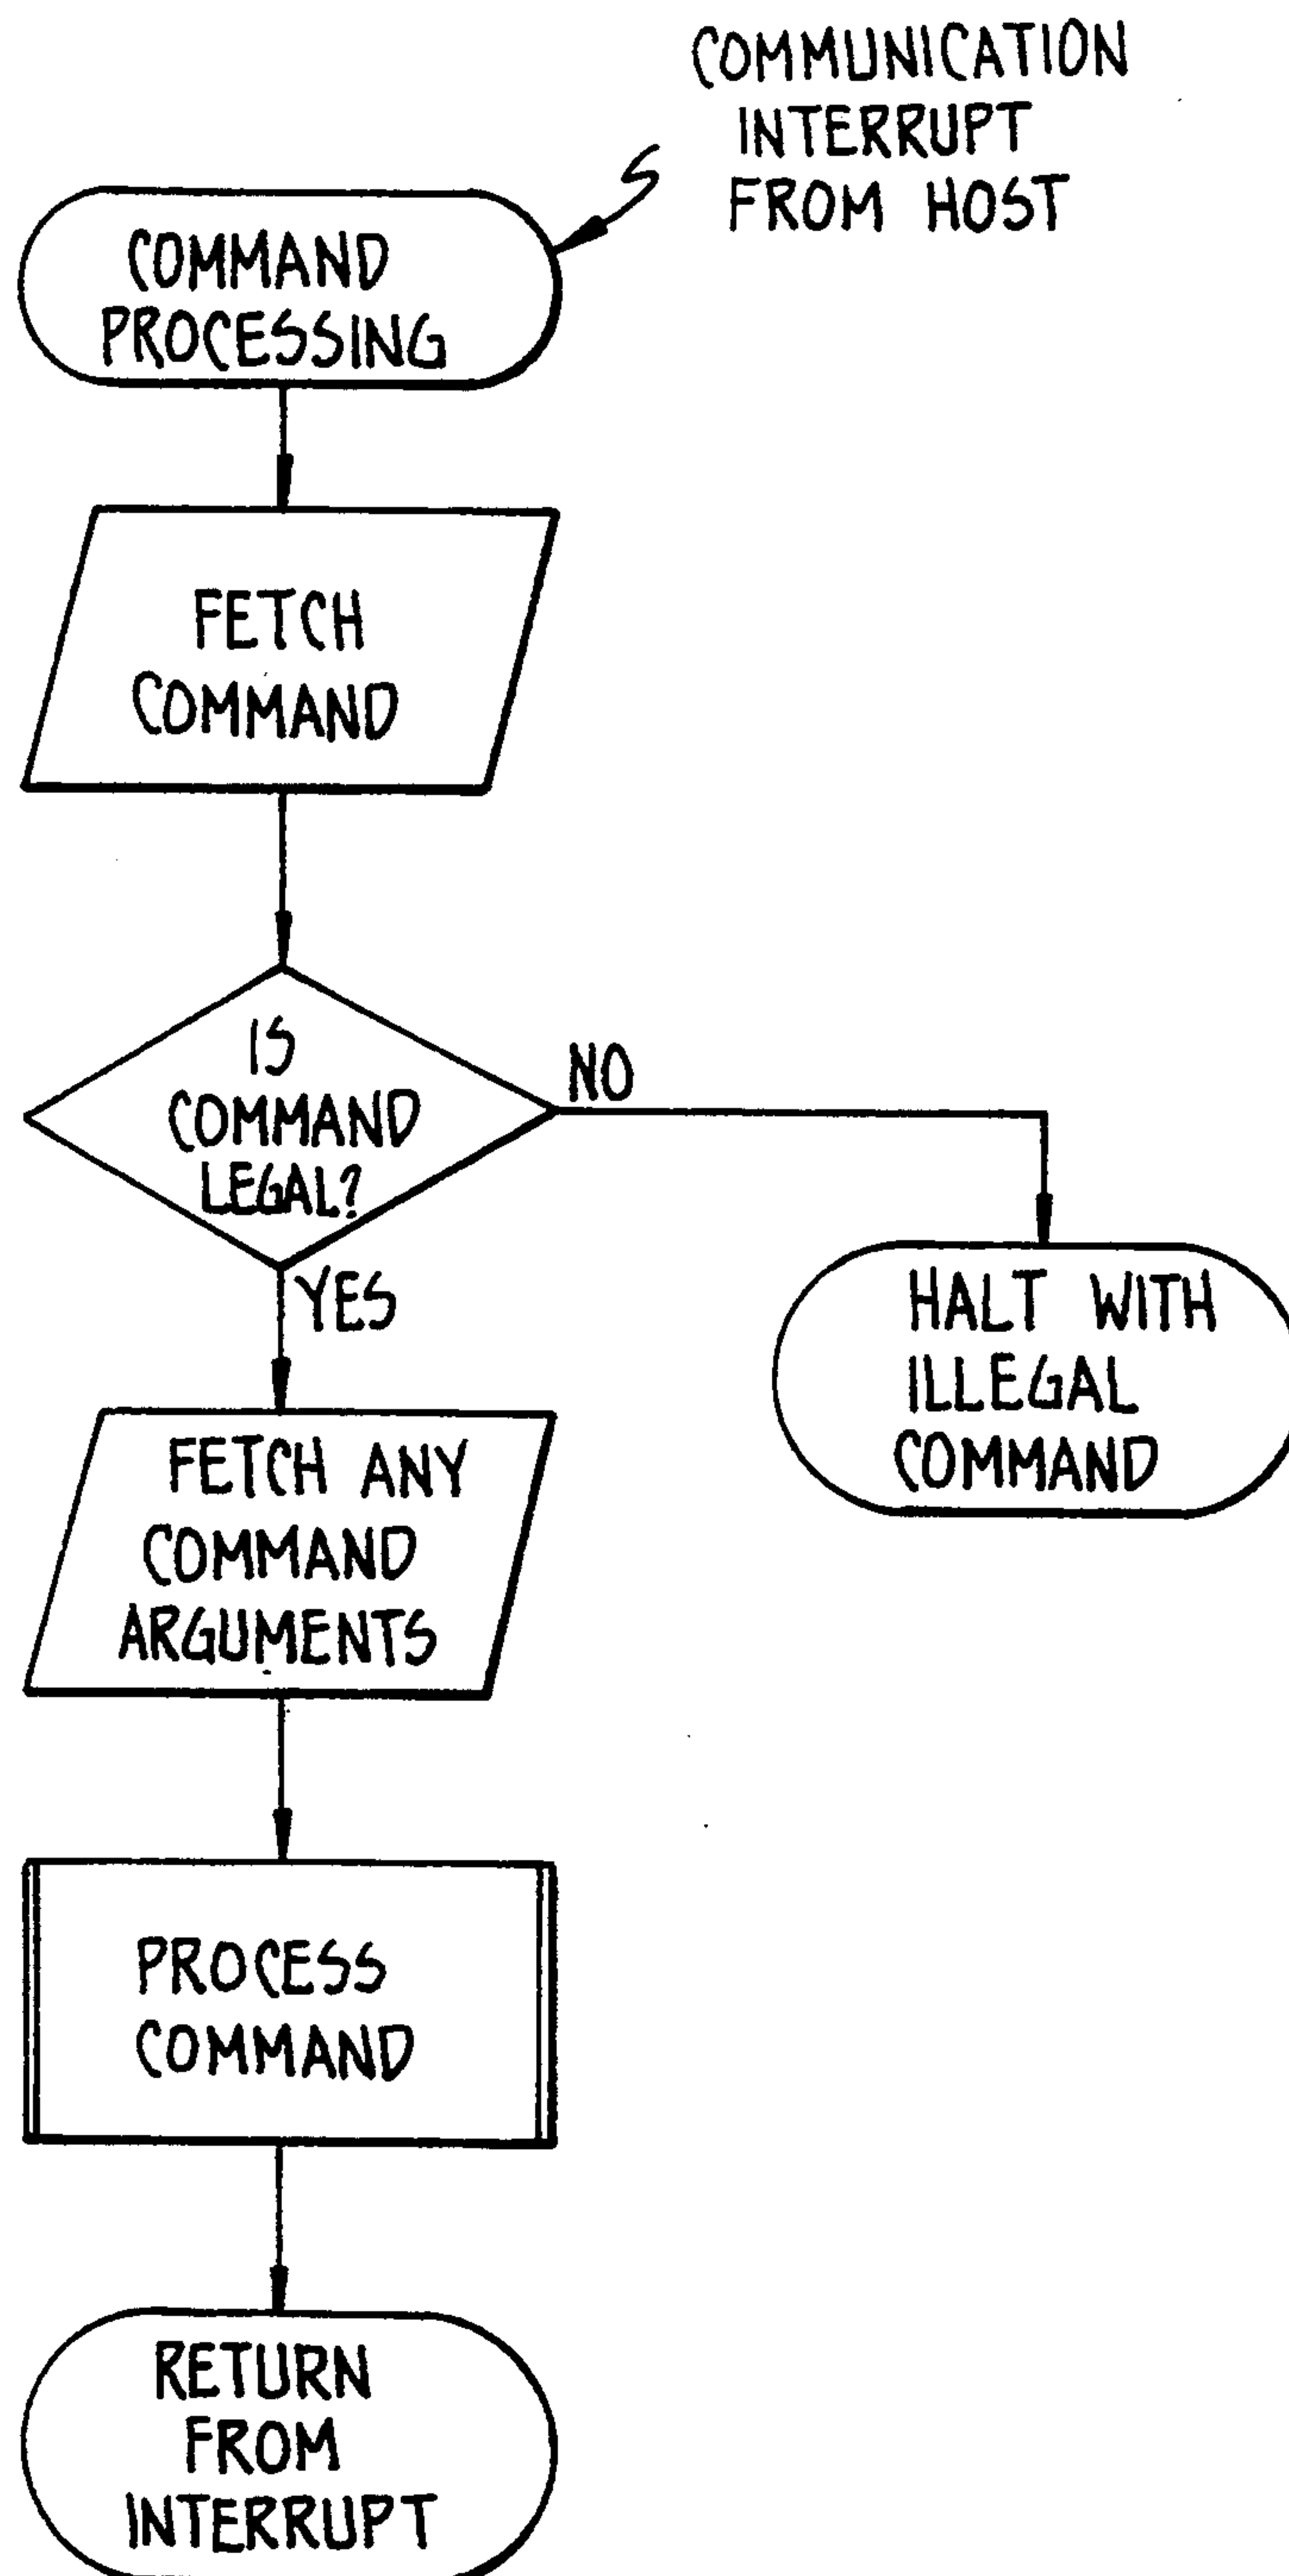 COMMUNICATION
INTERRUPT
FROM HOST
COMMAND
PROCESSING
FETCH
COMMAND
IS
COMMAND
LEGAL?
NO
YES
HALT WITH
ILLEGAL
COMMAND
FETCH ANY
COMMAND
ARGUMENTS
PROCESS
COMMAND
RETURN
FROM
INTERRUPT